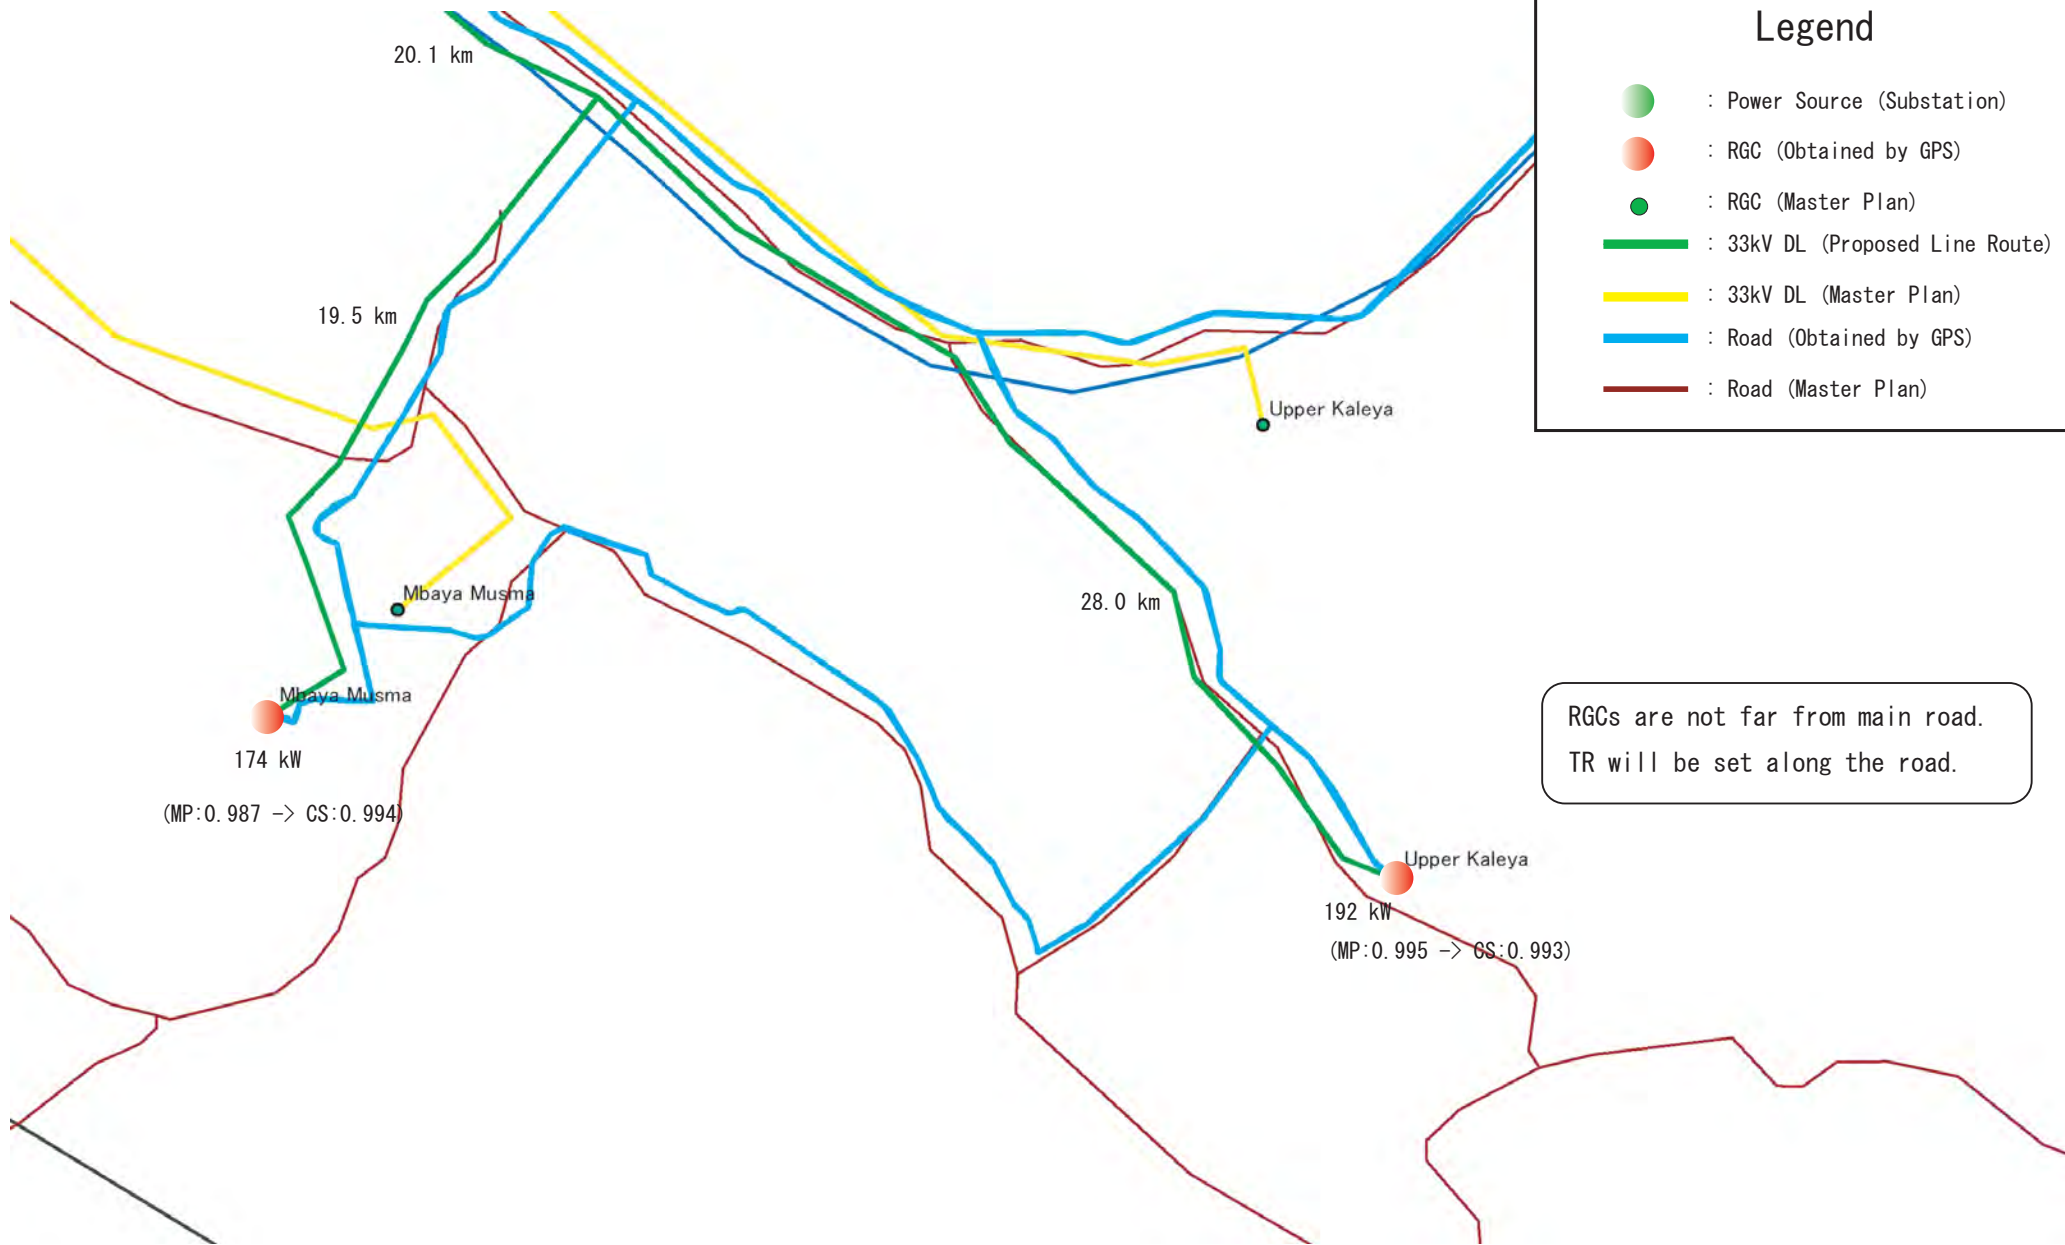 Legend
: Power Source (Substation)
: RGC (Obtained by GPS)
: RGC (Master Plan)
: 33kV DL (Proposed Line Route)
: 33kV DL (Master Plan)
: Road (Obtained by GPS)
: Road (Master Plan)
20.1 km
19.5 km
Upper Kaleya
Mbaya Musma
28.0 km
Mbaya Musma
174 kW
(MP:0.987 -> CS:0.994)
RGCs are not far from main road.
TR will be set along the road.
Upper Kaleya
192 kW
(MP:0.995 -> CS:0.993)